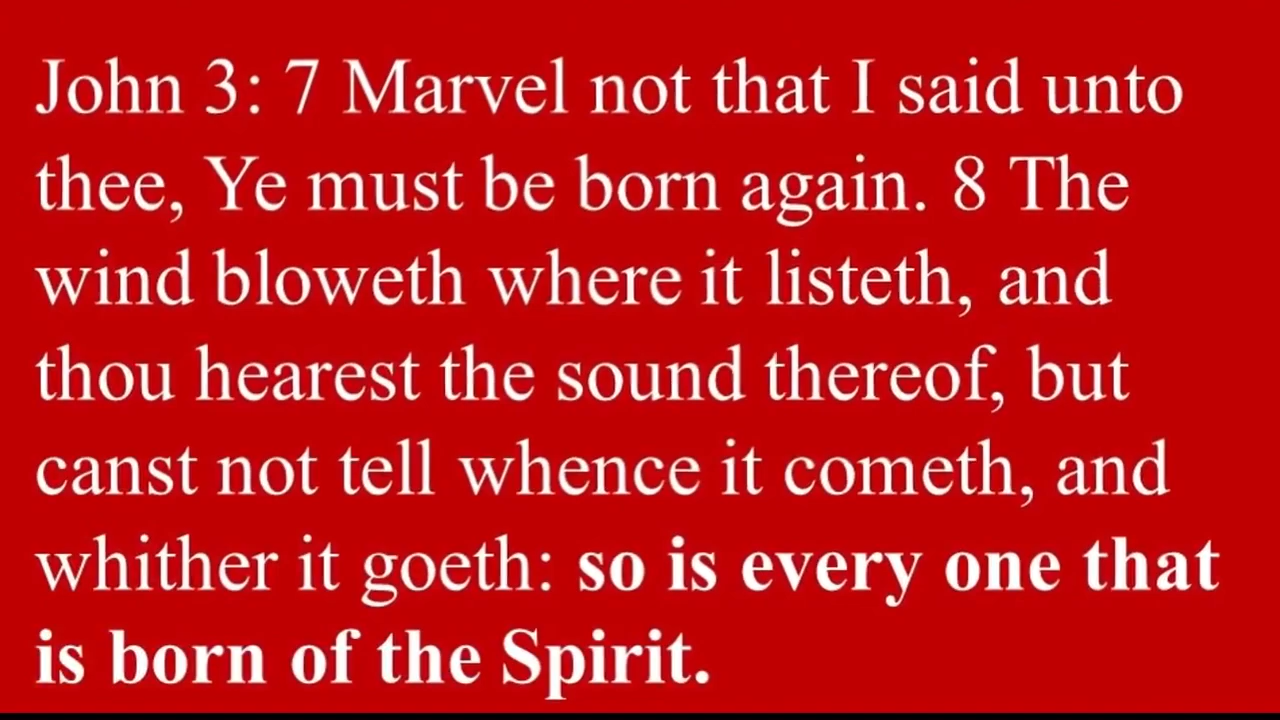 John 3: 7 Marvel not that I said unto
thee, Ye must be born again. 8 The
wind bloweth where it listeth, and
thou hearest the sound thereof, but
canst not tell whence it cometh, and
whither it goeth: so is every one that
is born of the Spirit.